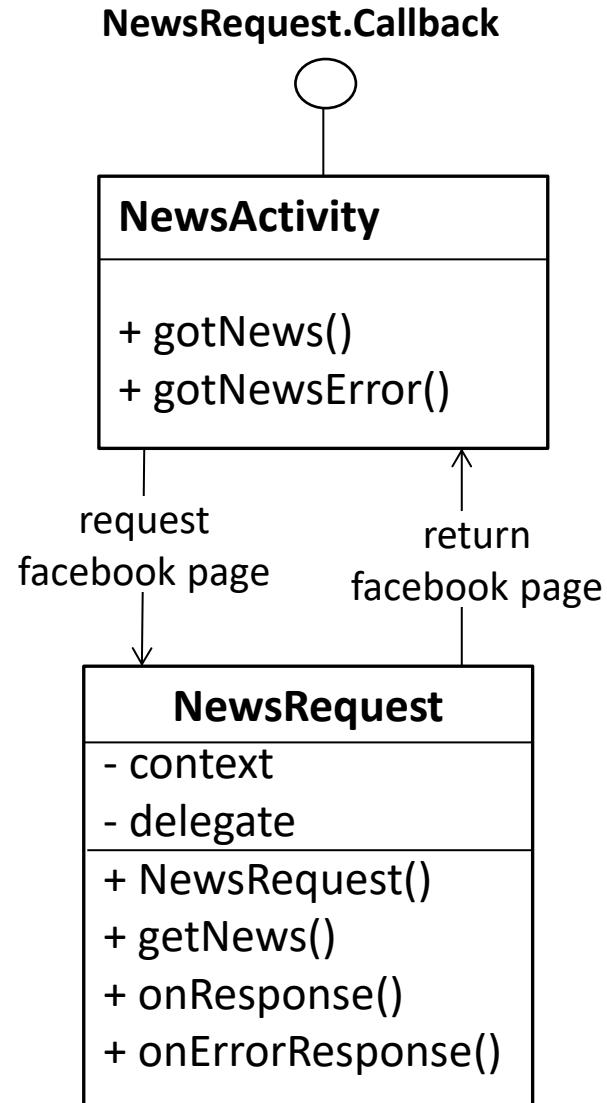 NewsRequest.Callback
NewsActivity
+ gotNews()
+ gotNewsError()
request
facebook page
return
facebook page
NewsRequest
- context
- delegate
+ NewsRequest()
+ getNews()
+ onResponse()
+ onErrorResponse()